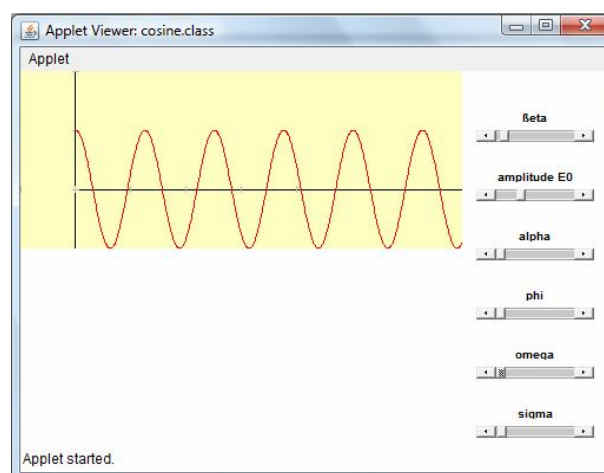 Applet Viewer: cosine.class
Applet
ßeta
amplitude E0
alpha
phi
omega
sigma
Applet started.